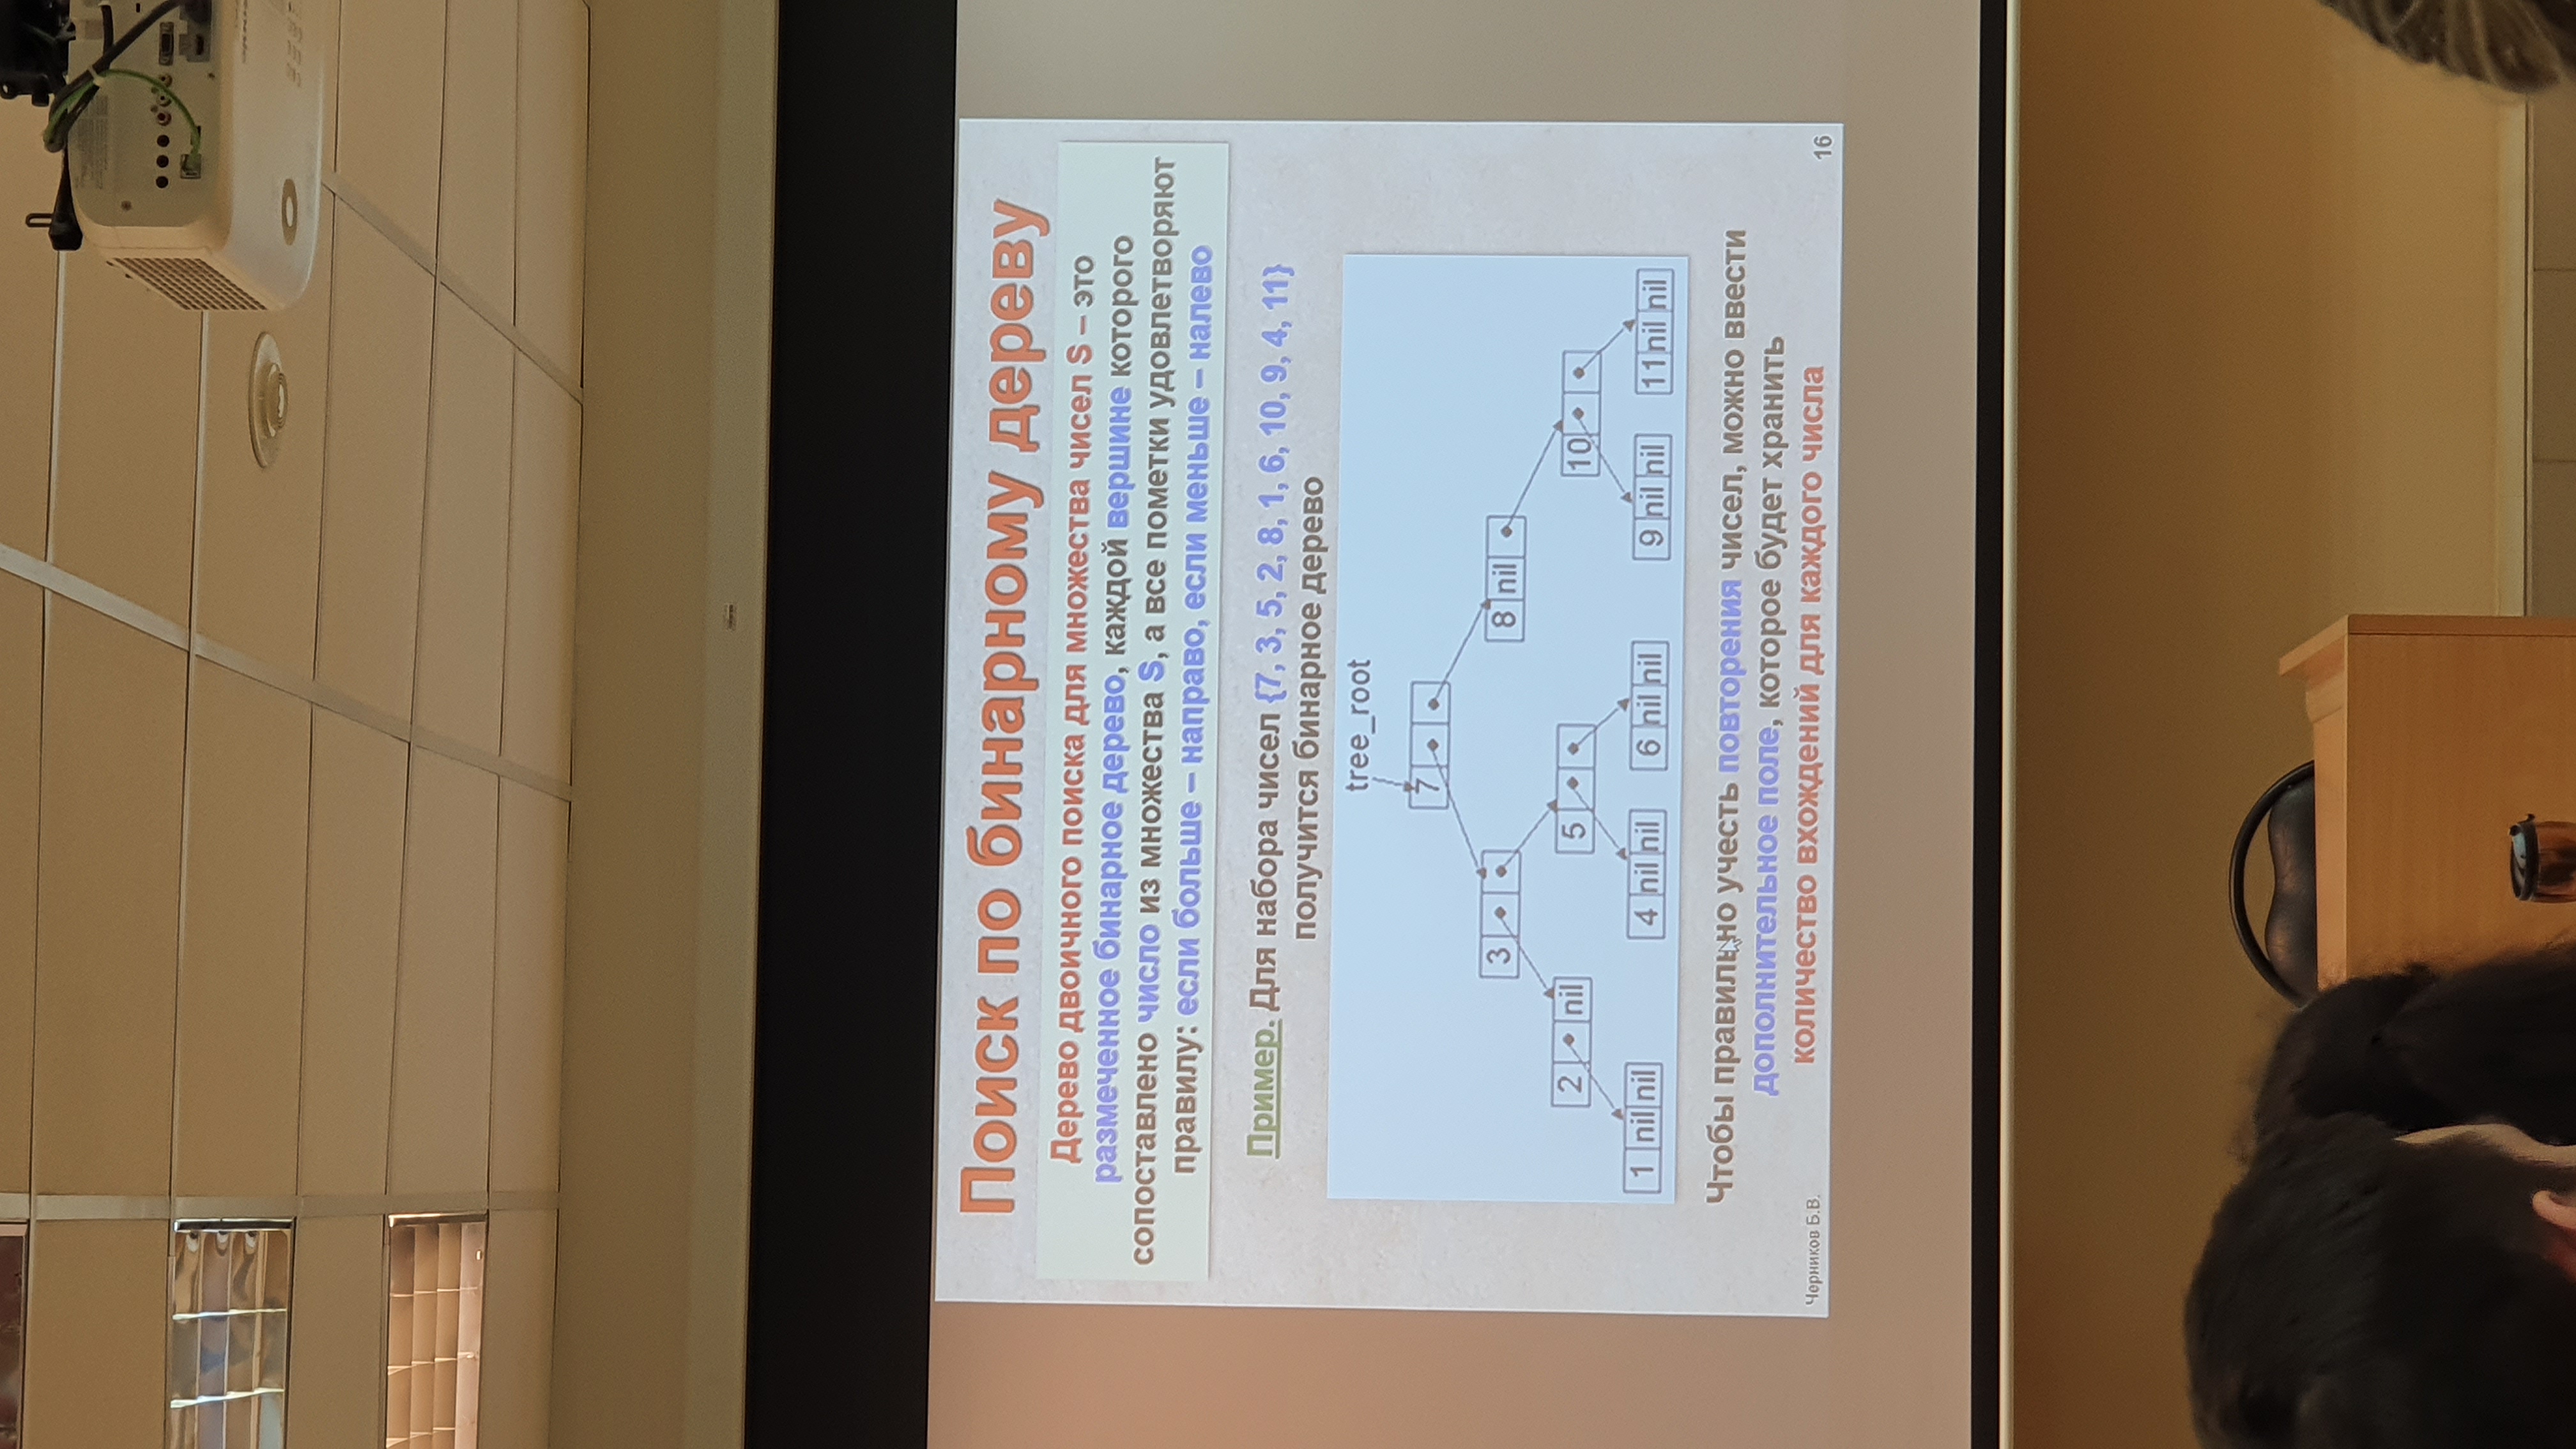 Поиск по бинарному дереву
Дерево двоичного поиска для множества чисел S – это
размеченное бинарное дерево, каждой вершине которого
сопоставлено число из множества S, а все пометки удовлетворяют
правилу: если больше – направо, если меньше – налево
Пример. Для набора чисел {7, 3, 5, 2, 8, 1, 6, 10, 9, 4, 11}
получится бинарное дерево
tree_root
7
3
8 nil
2 nil
5
10
1 nil nil
4 nil nil
6 nil nil
9 nil nil
11 nil nil
Чтобы правильно учесть повторения чисел, можно ввести
дополнительное поле, которое будет хранить
количество вхождений для каждого числа
Черников Б.В.
16